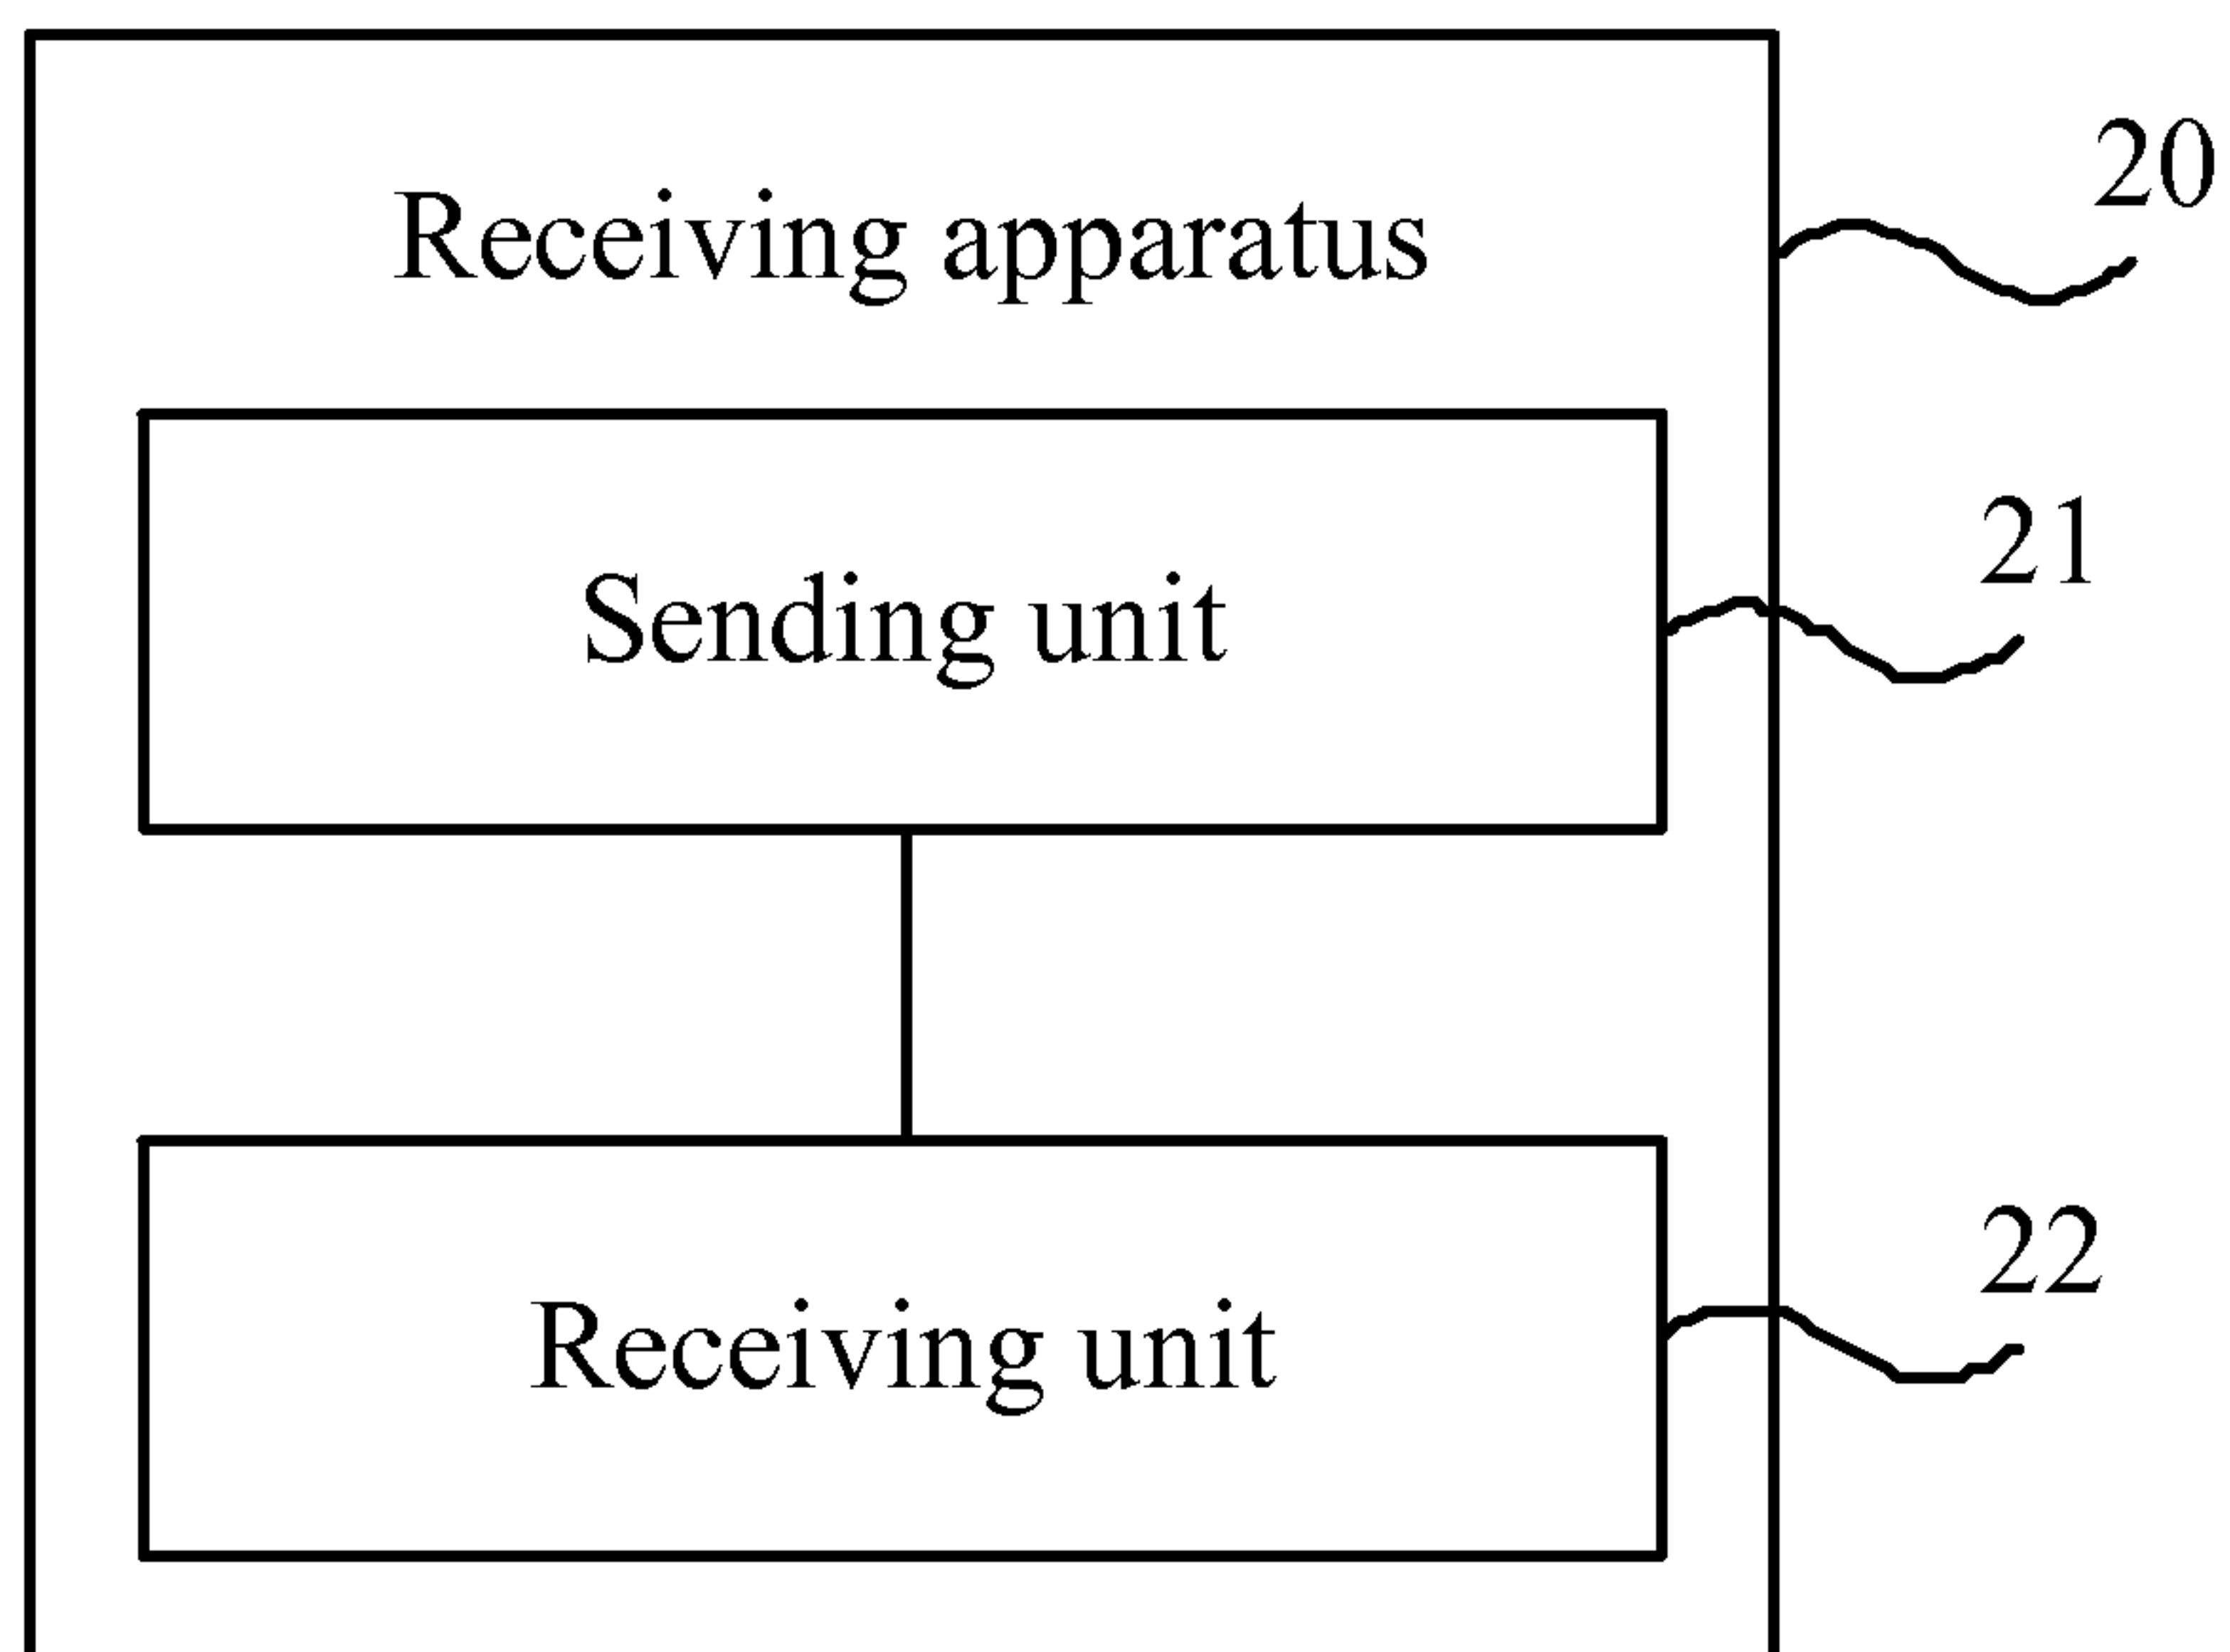 20
Receiving apparatus
21
Sending unit
22
Receiving unit